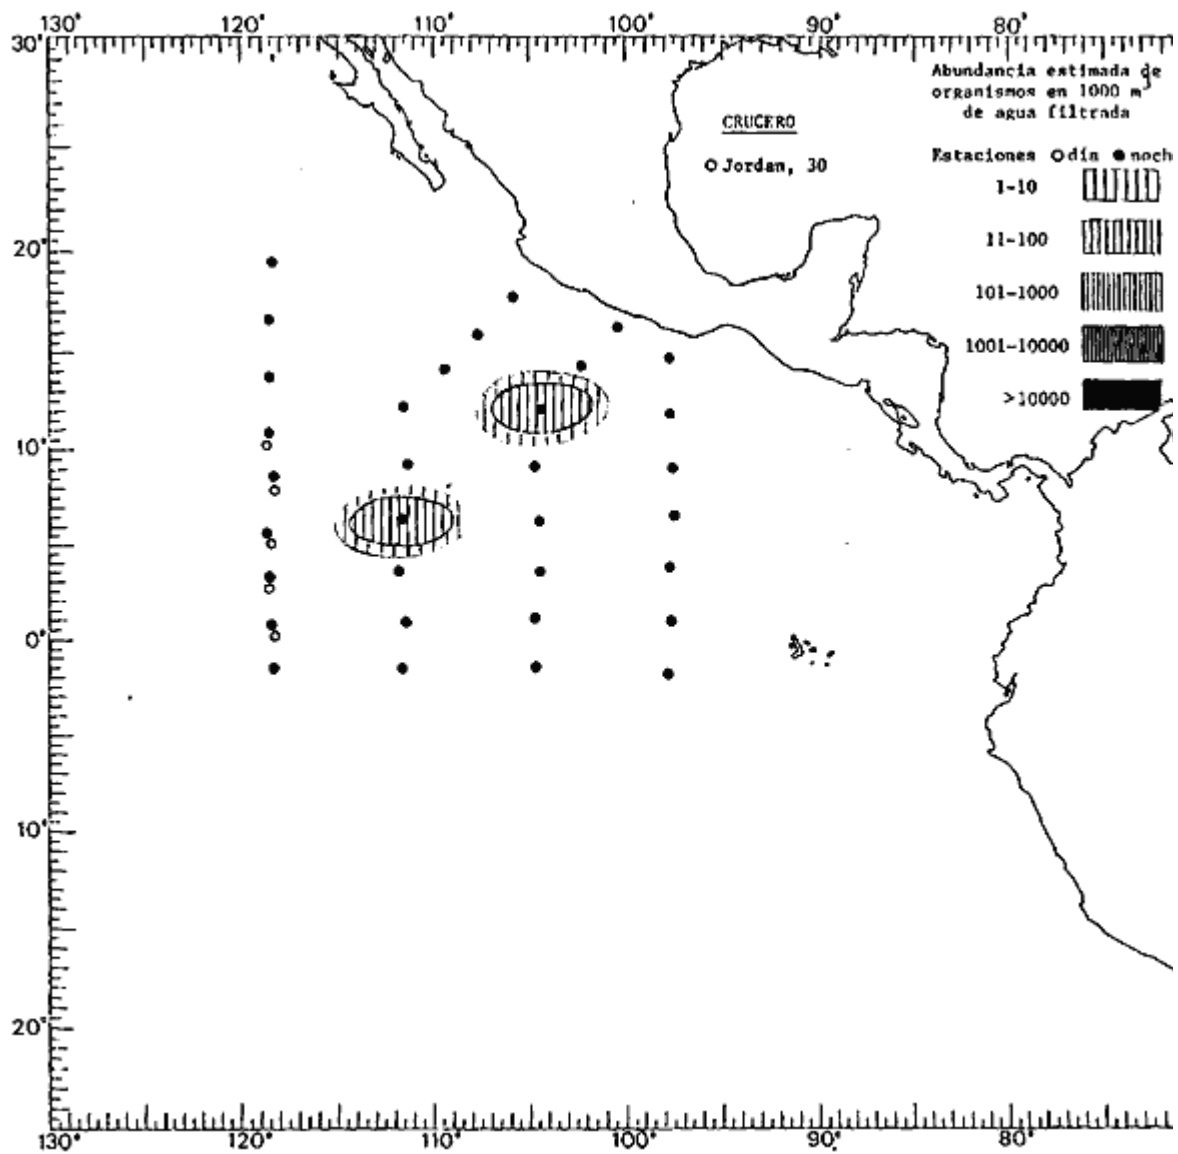 130° 120° 110° 100° 90° 80°
30°
Abundancia estimada de
organismos en 1000 m³
de agua filtrada
CRUCERO
Jordan, 30
Estaciones día noch
1-10
11-100
101-1000
1001-10000
>10000
20°
10°
0°
10°
20°
130° 120° 110° 100° 90° 80°